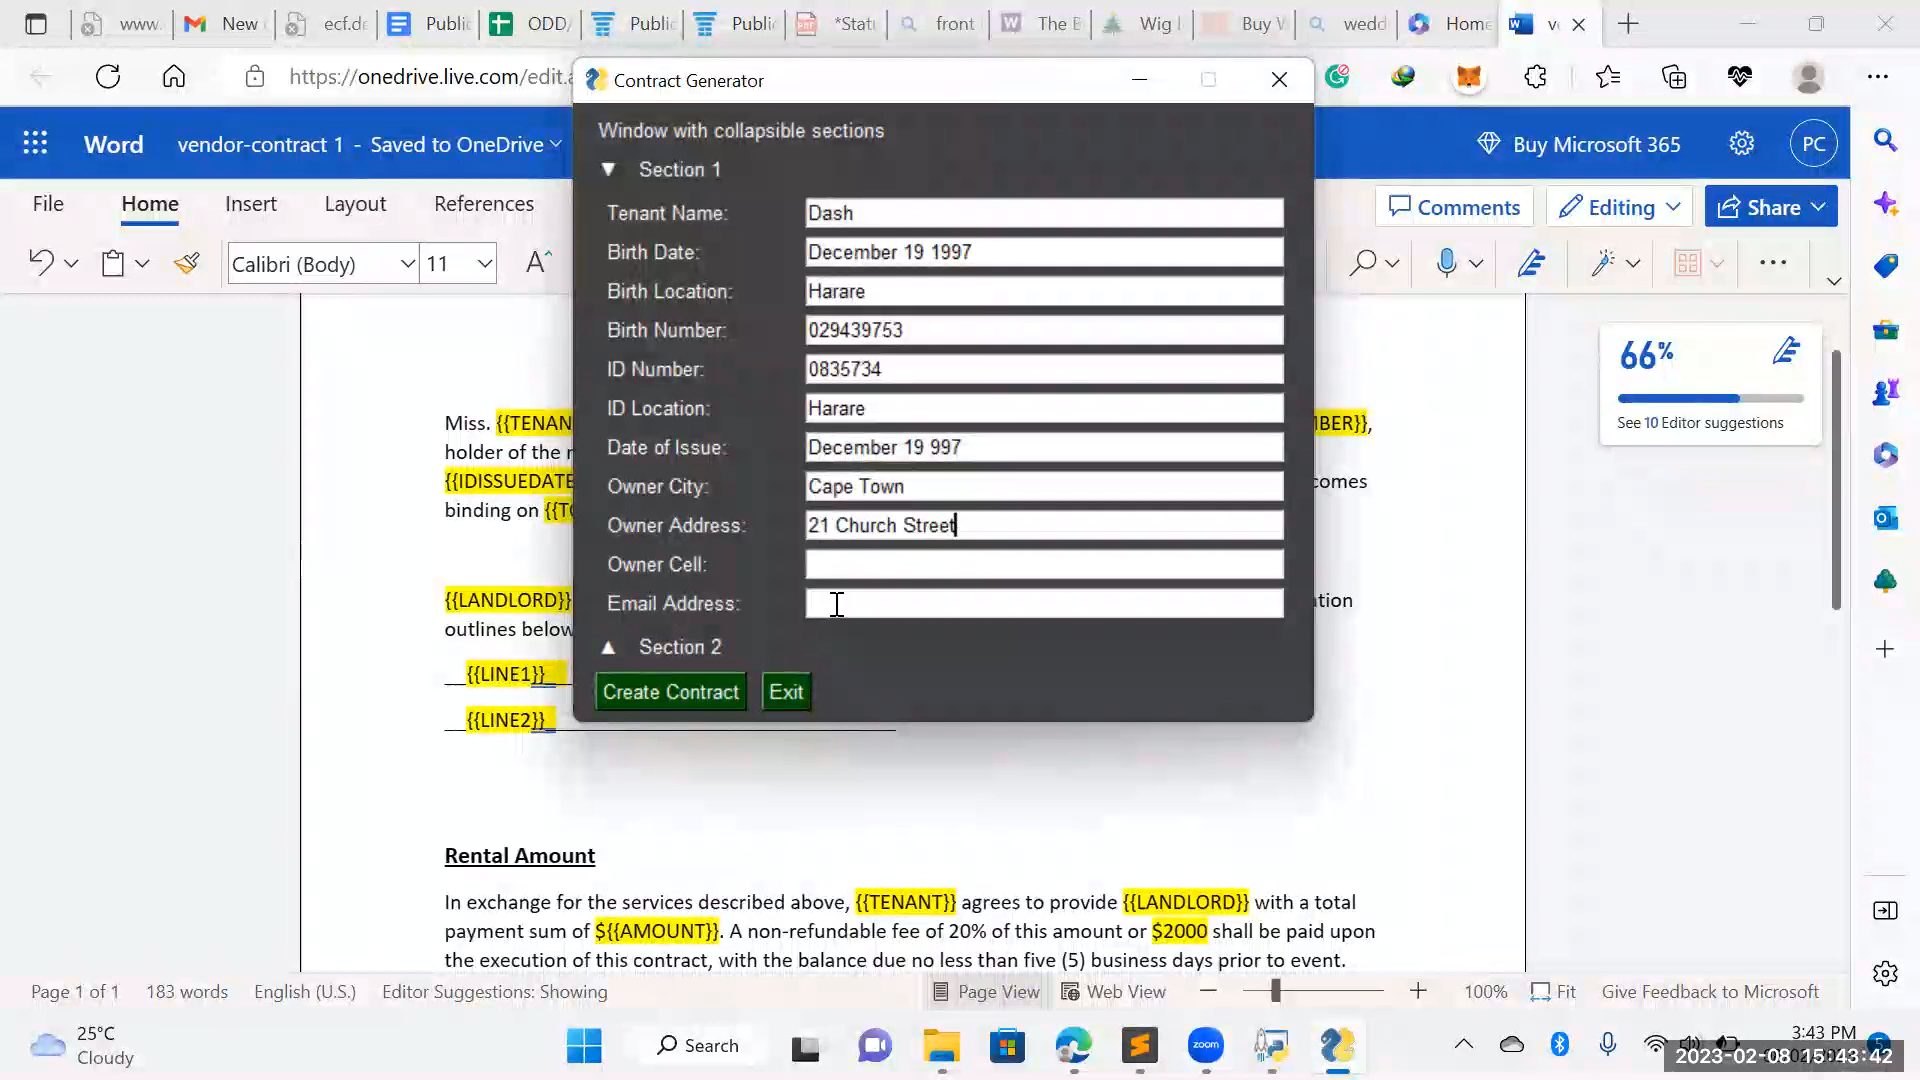 www.
New
ecf.de
Public
ODD/
Public
Public
*Statu
front
The B
Wig I
Buy V
wedd
Home
ve
https://onedrive.live.com/edit.a
Contract Generator
Word
vendor-contract 1 - Saved to OneDrive
Buy Microsoft 365
PC
File
Home
Insert
Layout
References
Comments
Editing
Share
Calibri (Body)
11
Window with collapsible sections
Section 1
Tenant Name: Dash
Birth Date: December 19 1997
Birth Location: Harare
Birth Number: 029439753
ID Number: 0835734
ID Location: Harare
Date of Issue: December 19 997
Owner City: Cape Town
Owner Address: 21 Church Street
Owner Cell:
Email Address:
Section 2
Create Contract Exit
66%
See 10 Editor suggestions
Miss. {{TENAN MBER}},
holder of the
{{IDISSUEDATE comes
binding on {{T
{{LANDLORD}} ation
outlines below
{{LINE1}}
{{LINE2}}
Rental Amount
In exchange for the services described above, {{TENANT}} agrees to provide {{LANDLORD}} with a total
payment sum of ${{AMOUNT}}. A non-refundable fee of 20% of this amount or $2000 shall be paid upon
the execution of this contract, with the balance due no less than five (5) business days prior to event.
Page 1 of 1 183 words English (U.S.) Editor Suggestions: Showing Page View Web View 100% Fit Give Feedback to Microsoft
25°C
Cloudy
Search
zoom
3:43 PM
5
2023-02-08 15:43:42